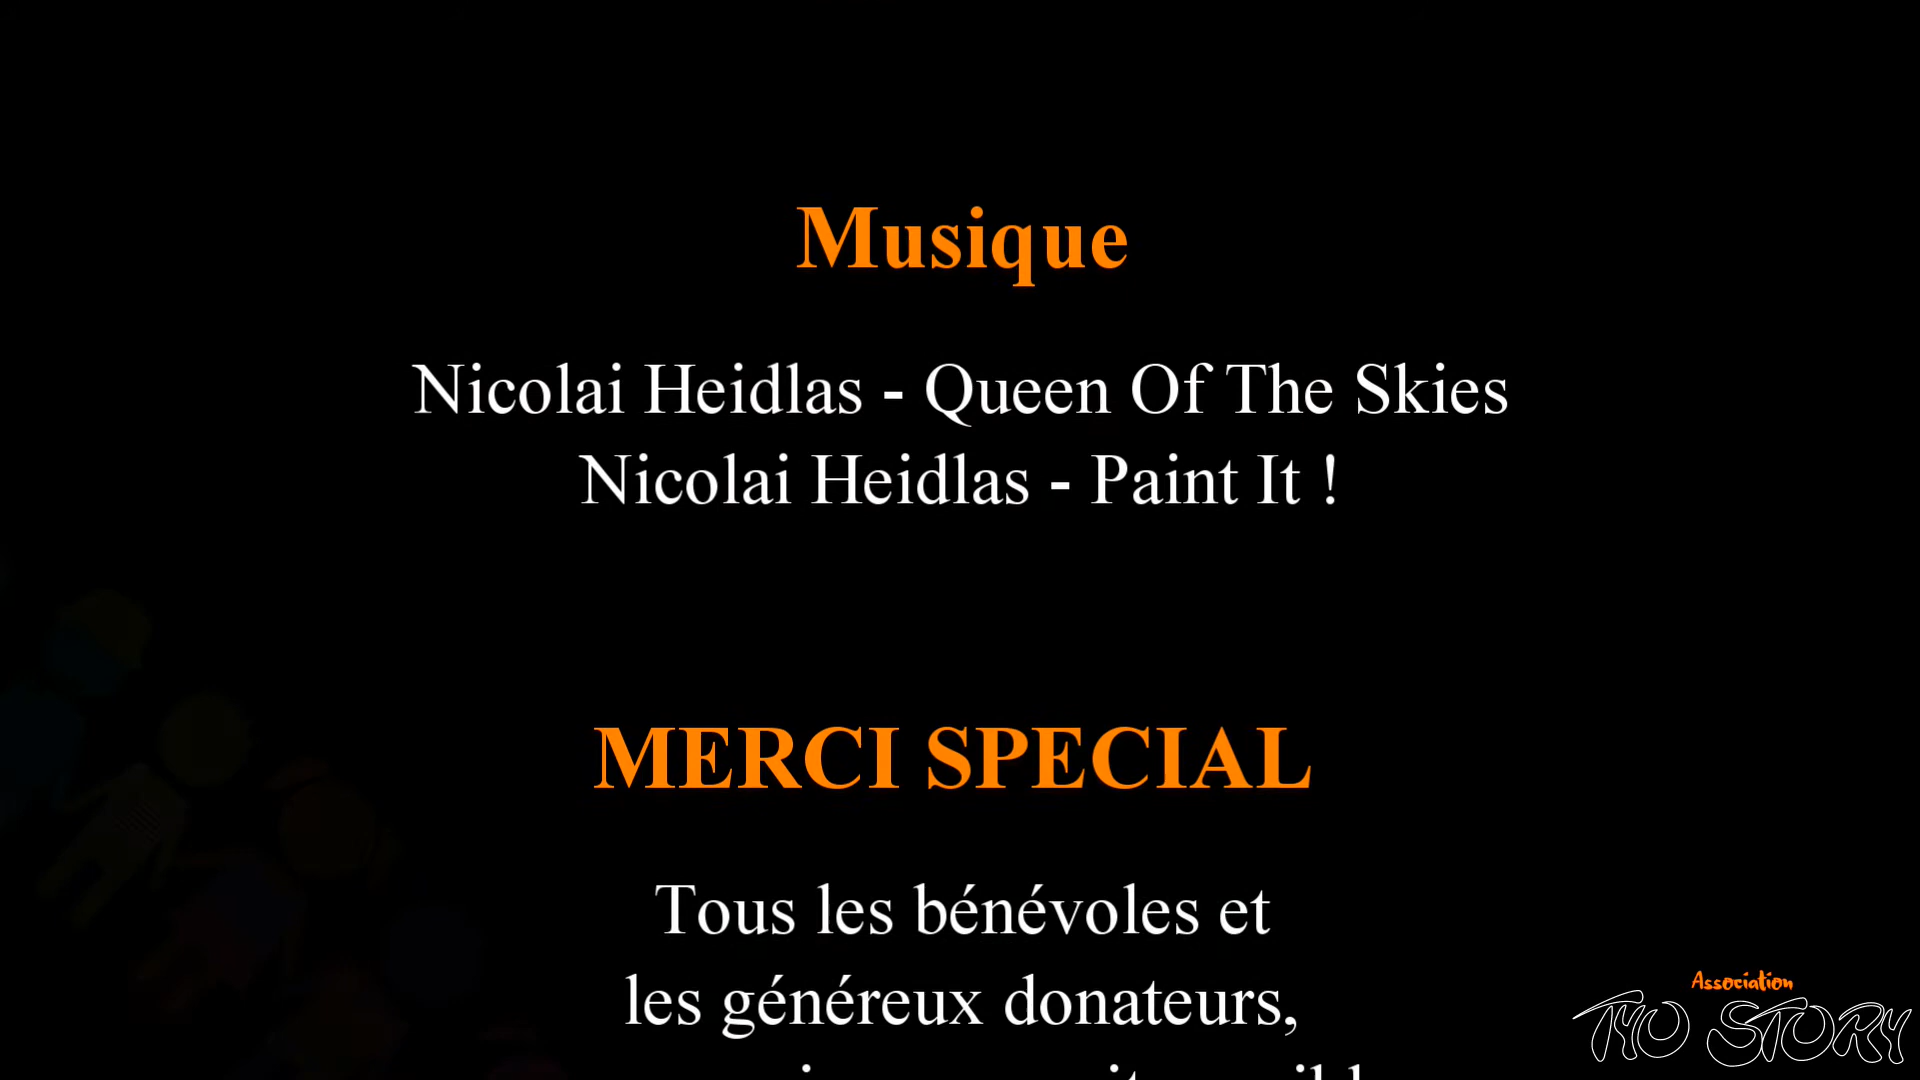 Musique
Nicolai Heidlas - Queen Of The Skies
Nicolai Heidlas - Paint It !
MERCI SPECIAL
Tous les bénévoles et
les généreux donateurs,
Association
TYO STORY